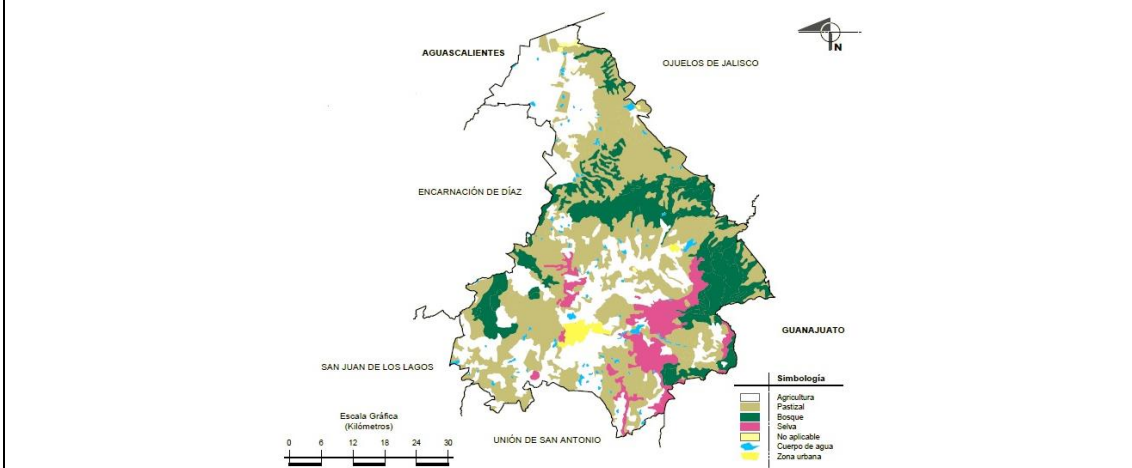 AGUASCALIENTES
OJUELOS DE JALISCO
N
ENCARNACIÓN DE DÍAZ
GUANAJUATO
SAN JUAN DE LOS LAGOS
UNIÓN DE SAN ANTONIO
Escala Gráfica
(Kilómetros)
0 6 12 18 24 30
Simbología
Agricultura
Pastizal
Bosque
Selva
No aplicable
Cuerpo de agua
Zona urbana